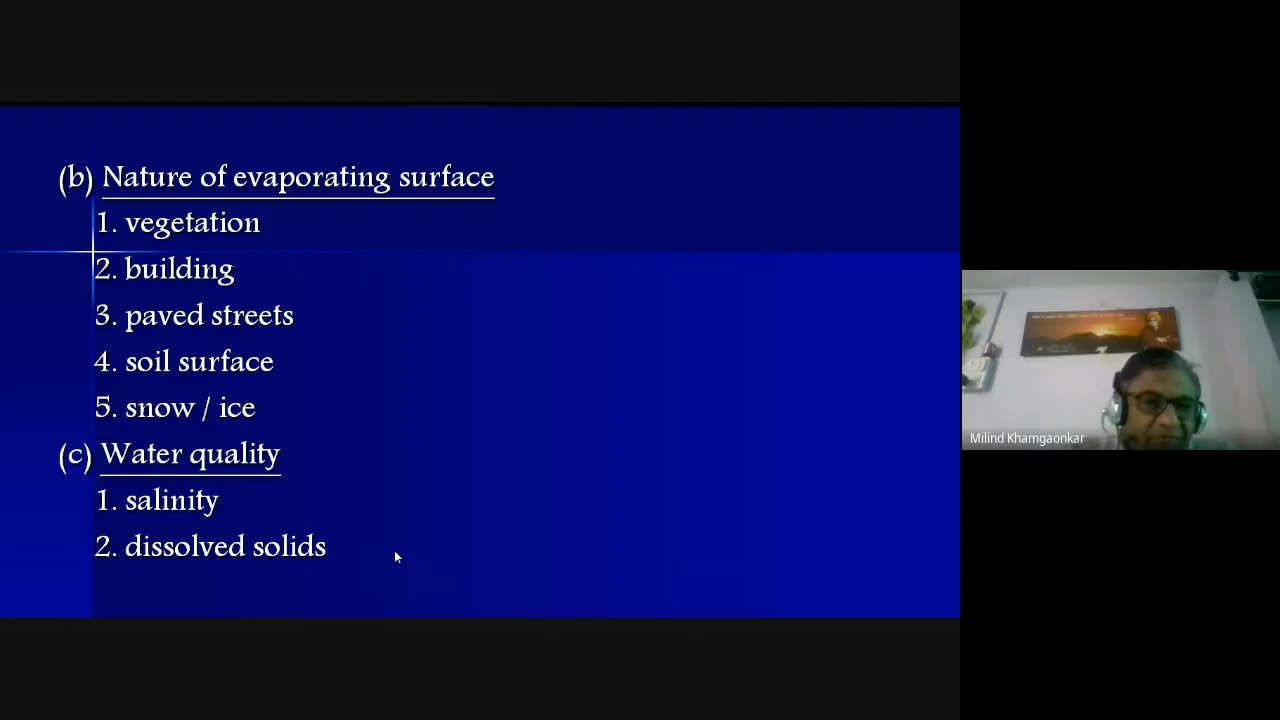 (b) Nature of evaporating surface
1. vegetation
2. building
3. paved streets
4. soil surface
5. snow / ice
(c) Water quality
1. salinity
2. dissolved solids
Milind Khamgaonkar